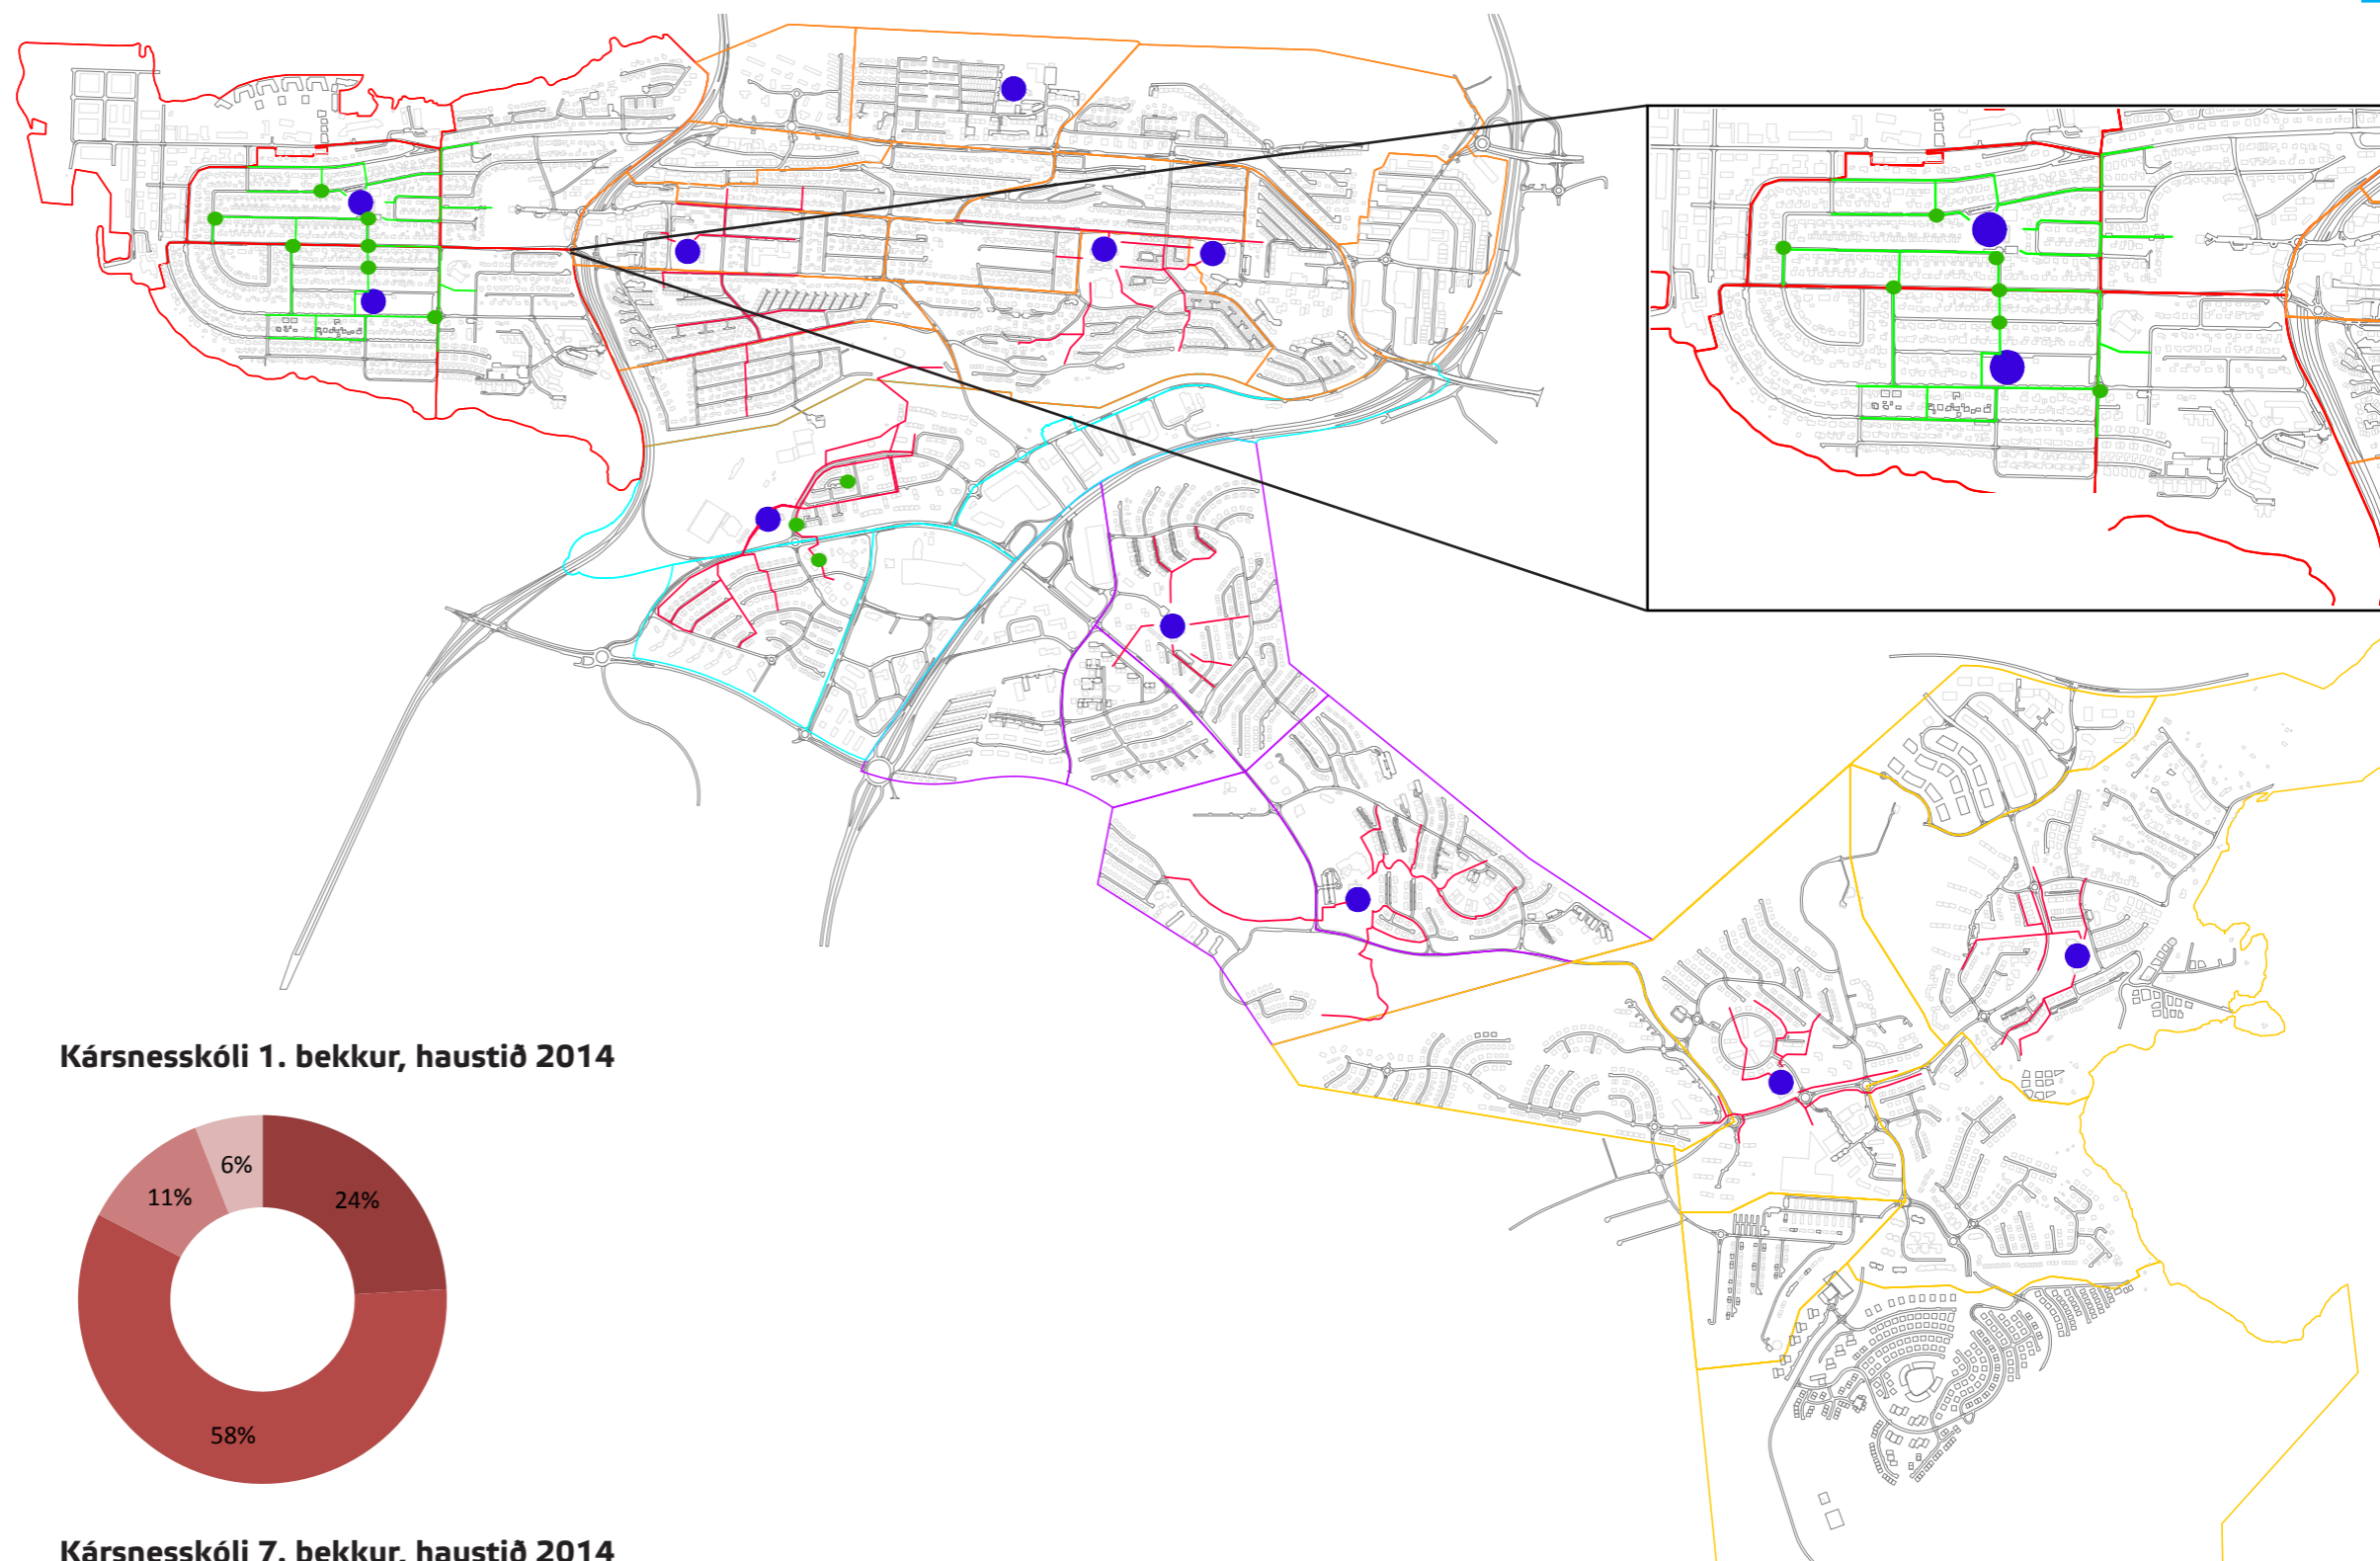 Kársnesskóli 1. bekkur, haustið 2014
6%
24%
11%
58%
Kársnesskóli 7. bekkur, haustið 2014